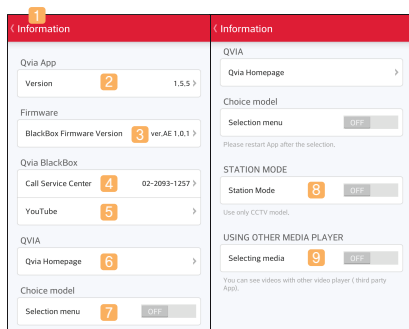 1
< Information
Qvia App
Version 2 1.5.5 >
Firmware
BlackBox Firmware Version 3 ver.AE 1.0.1 >
Qvia BlackBox
Call Service Center 4 02-2093-1257 >
YouTube 5 >
QVIA
Qvia Homepage 6 >
Choice model
Selection menu 7 OFF
< Information
QVIA
Qvia Homepage >
Choice model
Selection menu OFF
Please restart App after the selection.
STATION MODE
Station Mode 8 OFF
Use only CCTV model.
USING OTHER MEDIA PLAYER
Selecting media 9 OFF
You can see videos with other video player ( third party
App).